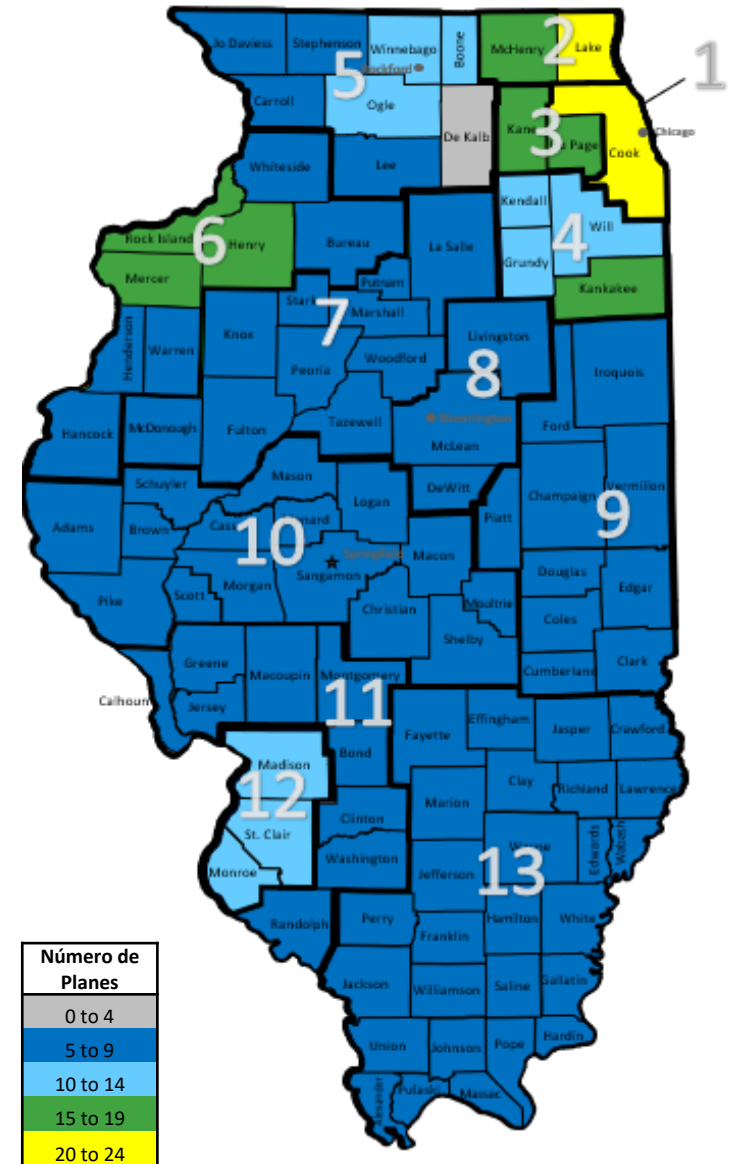 Jo Daviess
Stephenson
Winnebago
Boone
McHenry
2
Lake
5
Rockford
1
Carroll
Ogle
De Kalb
Kane
3
Page
Cook
Chicago
Whiteside
Lee
Kendall
Will
4
Rock Island
6
Henry
Bureau
La Salle
Grundy
Mercer
Putnam
Kankakee
Stark
7
Marshall
Henderson
Warren
Knox
Livingston
Peoria
Woodford
8
Iroquois
Bloomington
Hancock
McDonough
Fulton
Tazewell
McLean
Ford
Schuyler
Mason
DeWitt
Logan
Champaign
Vermilion
9
Adams
Brown
Cass
10
Piatt
Springfield
Macon
Sangamon
Pike
Scott
Morgan
Christian
Moultrie
Douglas
Edgar
Coles
Shelby
Greene
Macoupin
Montgomery
Cumberland
Clark
Calhoun
Jersey
11
Fayette
Effingham
Jasper
Crawford
Bond
Madison
12
Clay
Richland
Lawrence
Marion
Clinton
St. Clair
Washington
Wayne
Edwards
Wabash
13
Monroe
Jefferson
Randolph
Perry
Hamilton
White
Franklin
Jackson
Williamson
Saline
Gallatin
Union
Johnson
Pope
Hardin
Alexander
Pulaski
Massac
Número de
Planes
0 to 4
5 to 9
10 to 14
15 to 19
20 to 24